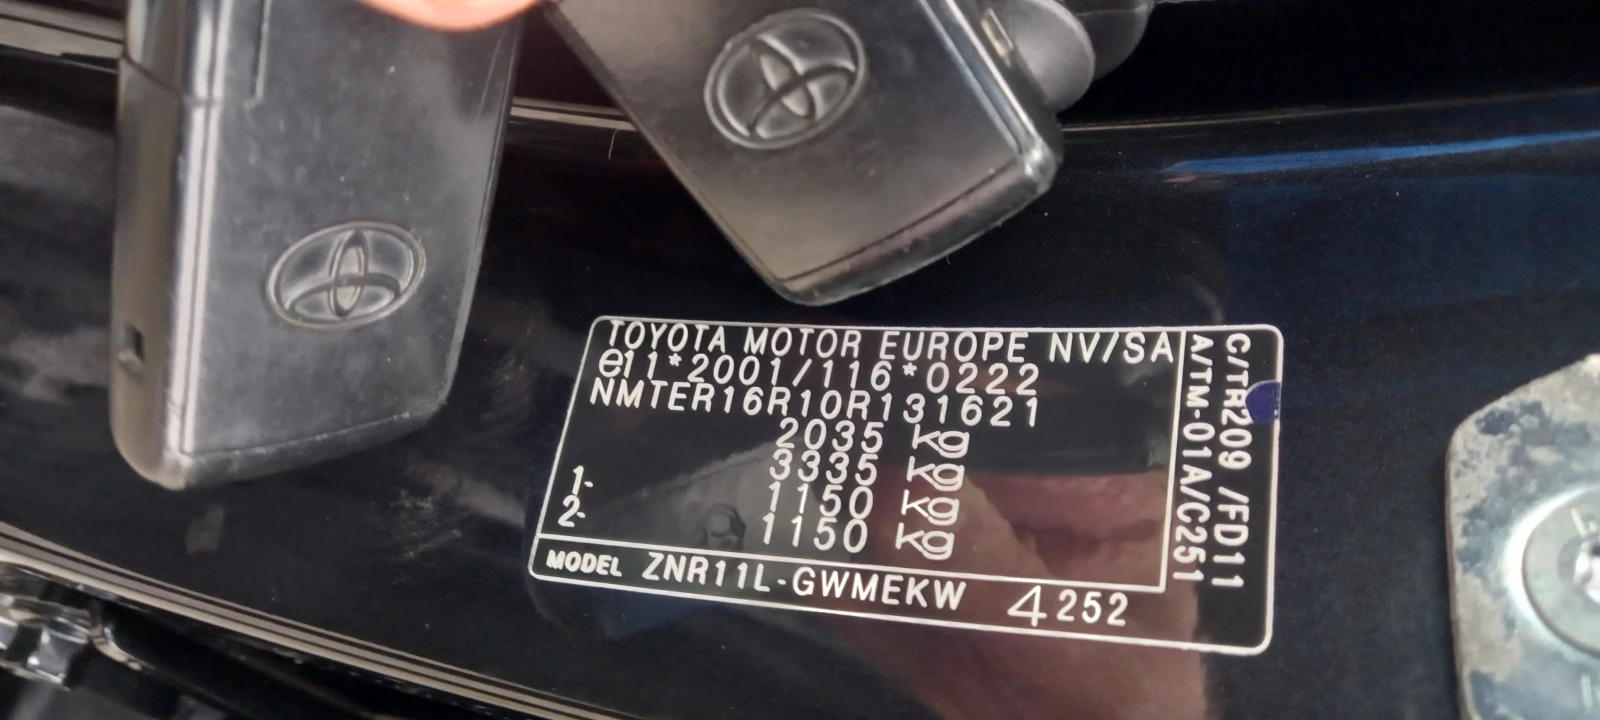 TOYOTA MOTOR EUROPE NV/SA
e11*2001/116*0222
NMTER16R10R131621
2035 kg
3335 kg
1- 1150 kg
2- 1150 kg
MODEL ZNR11L-GWMEKW 4252
C/TR209 /FD11
A/TM-01A/C251